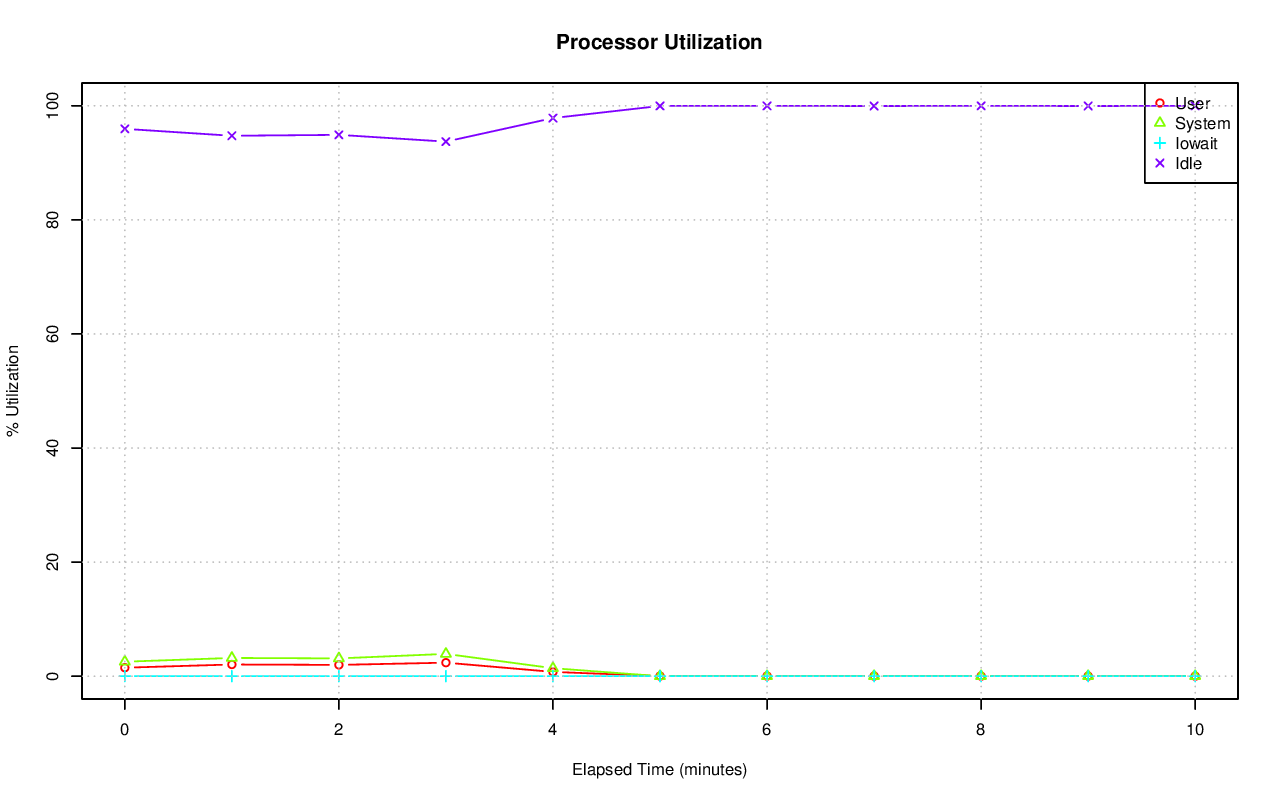 Processor Utilization
100
80
60
40
20
0
% Utilization
User
System
Iowait
Idle
0 2 4 6 8 10
Elapsed Time (minutes)